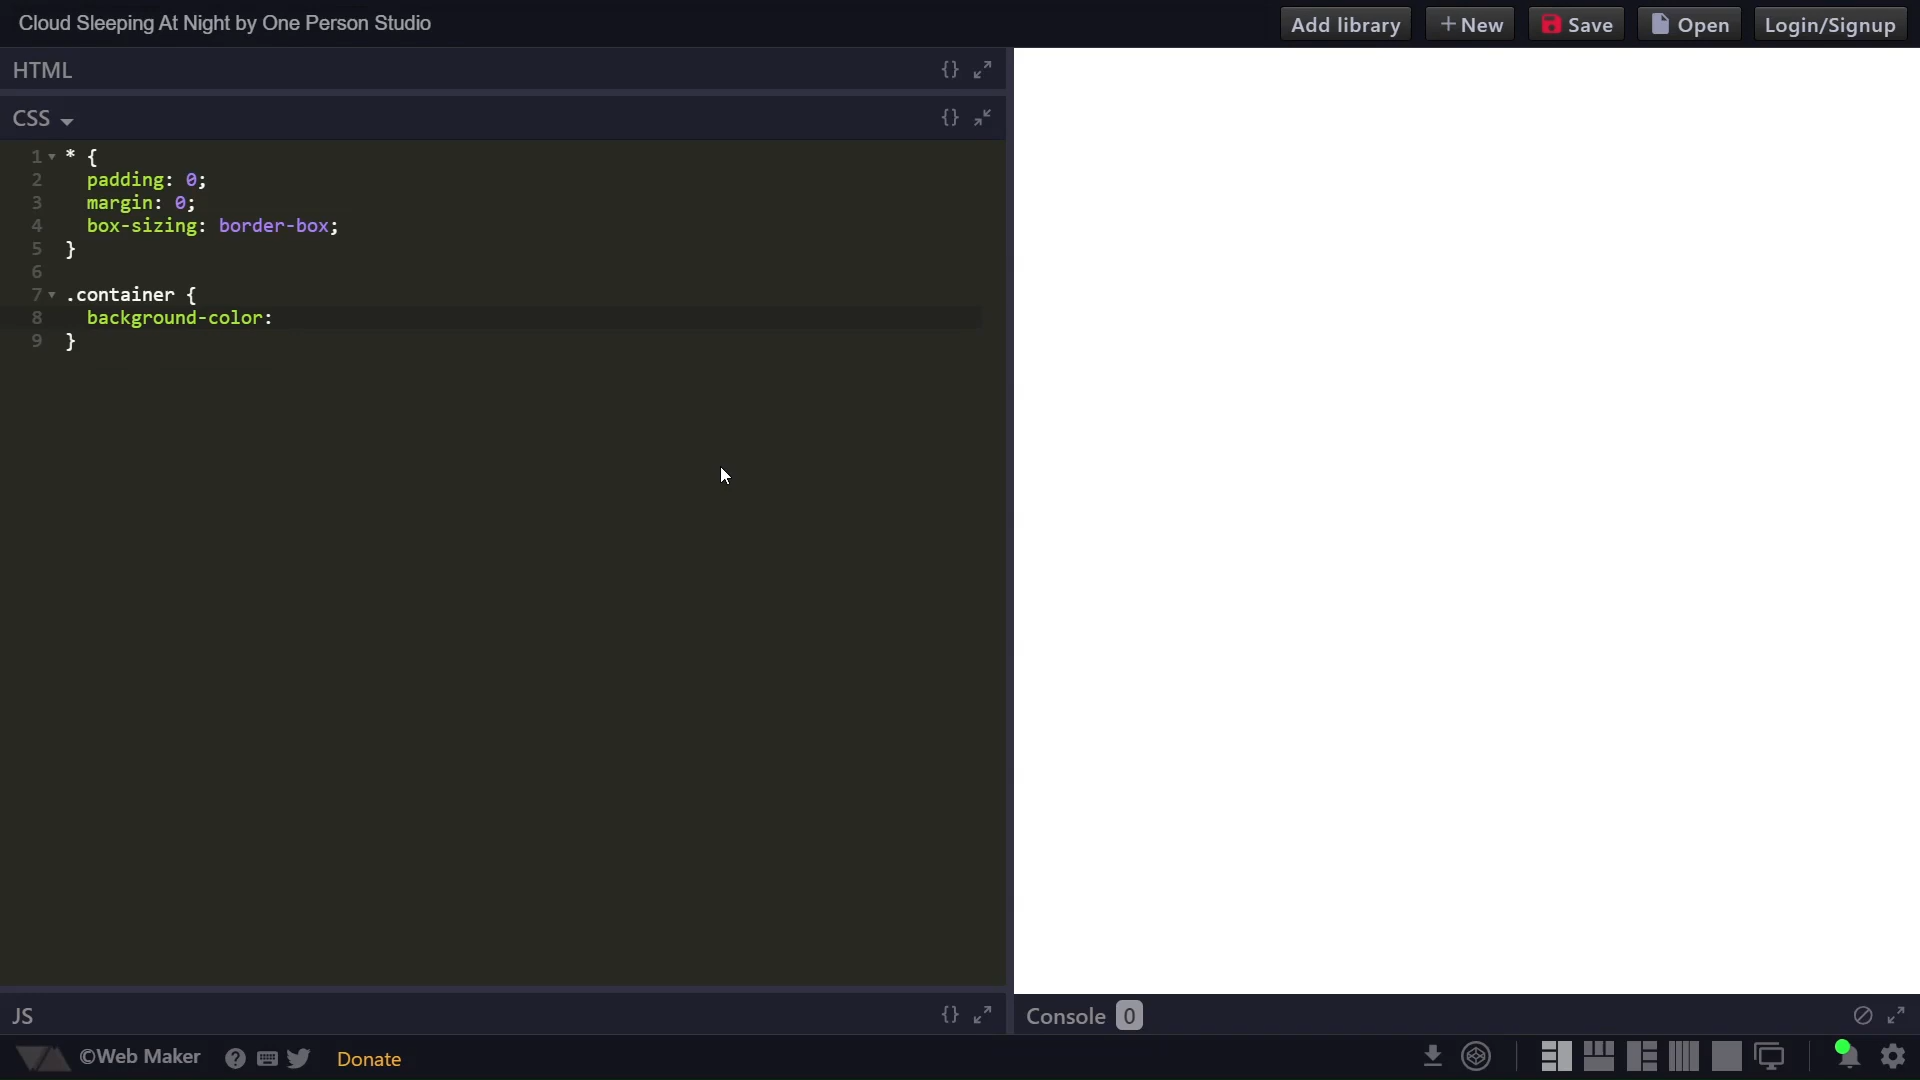 Cloud Sleeping At Night by One Person Studio
Add library
+ New
Save
Open
Login/Signup
HTML
{}
CSS
{}
1 * {
2 padding: 0;
3 margin: 0;
4 box-sizing: border-box;
5 }
6
7 .container {
8 background-color:
9 }
JS
{}
Console 0
©Web Maker
?
Donate